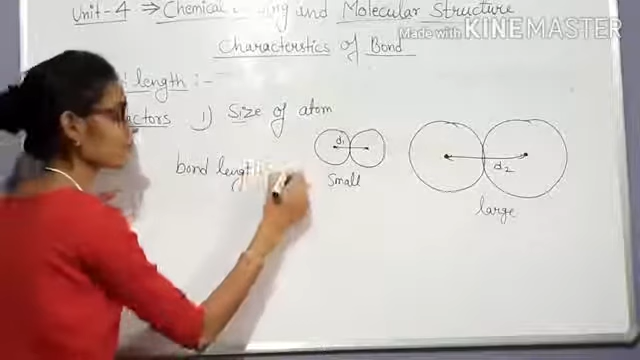 Unit-4 ⇒ Chemical and Molecular Structure
Made with KINEMASTER
Characterstics of Bond
length :-
1) Size of atom
d1
d2
bond
small
large